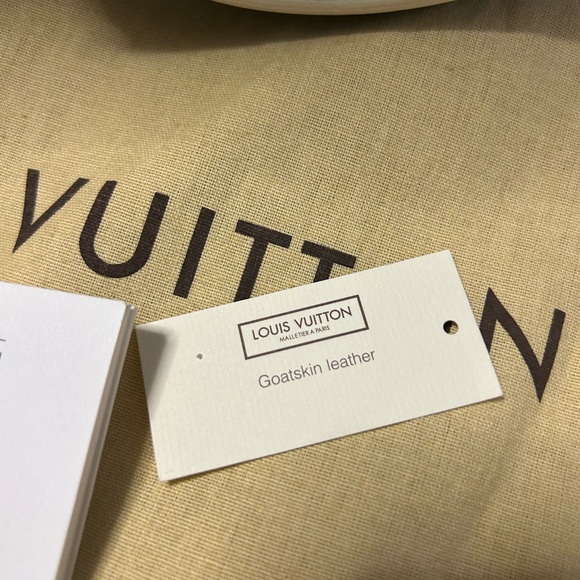 VUITTON
LOUIS VUITTON
MALLETIER A PARIS
Goatskin leather